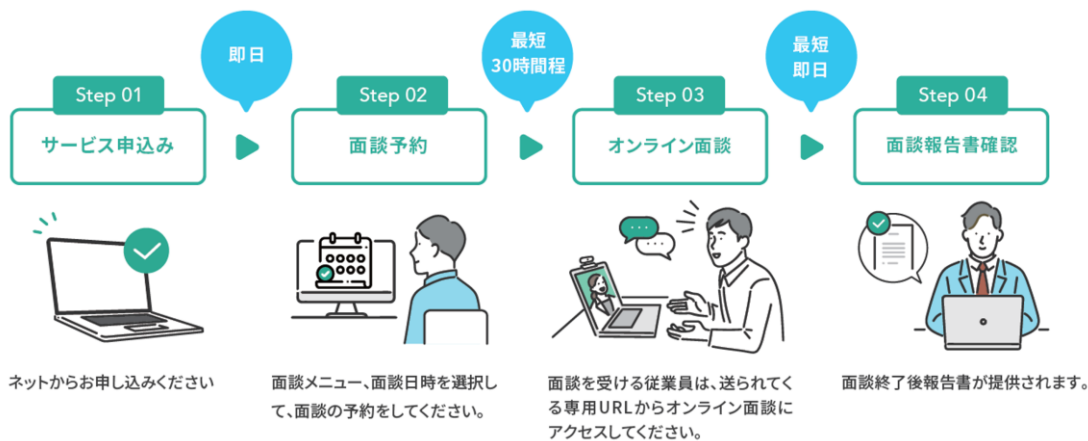 即日
最短
30時間程
最短
即日
Step 01
サービス申込み
Step 02
面談予約
Step 03
オンライン面談
Step 04
面談報告書確認
ネットからお申し込みください
面談メニュー、面談日時を選択し
て、面談の予約をしてください。
面談を受ける従業員は、送られてく
る専用URLからオンライン面談に
アクセスしてください。
面談終了後報告書が提供されます。